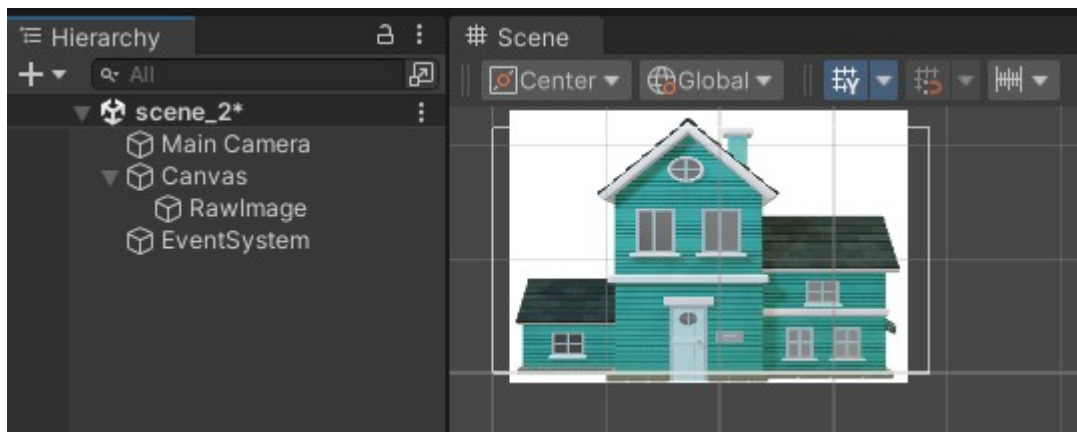 Hierarchy
All
scene_2*
Main Camera
Canvas
RawImage
EventSystem
Scene
Center
Global